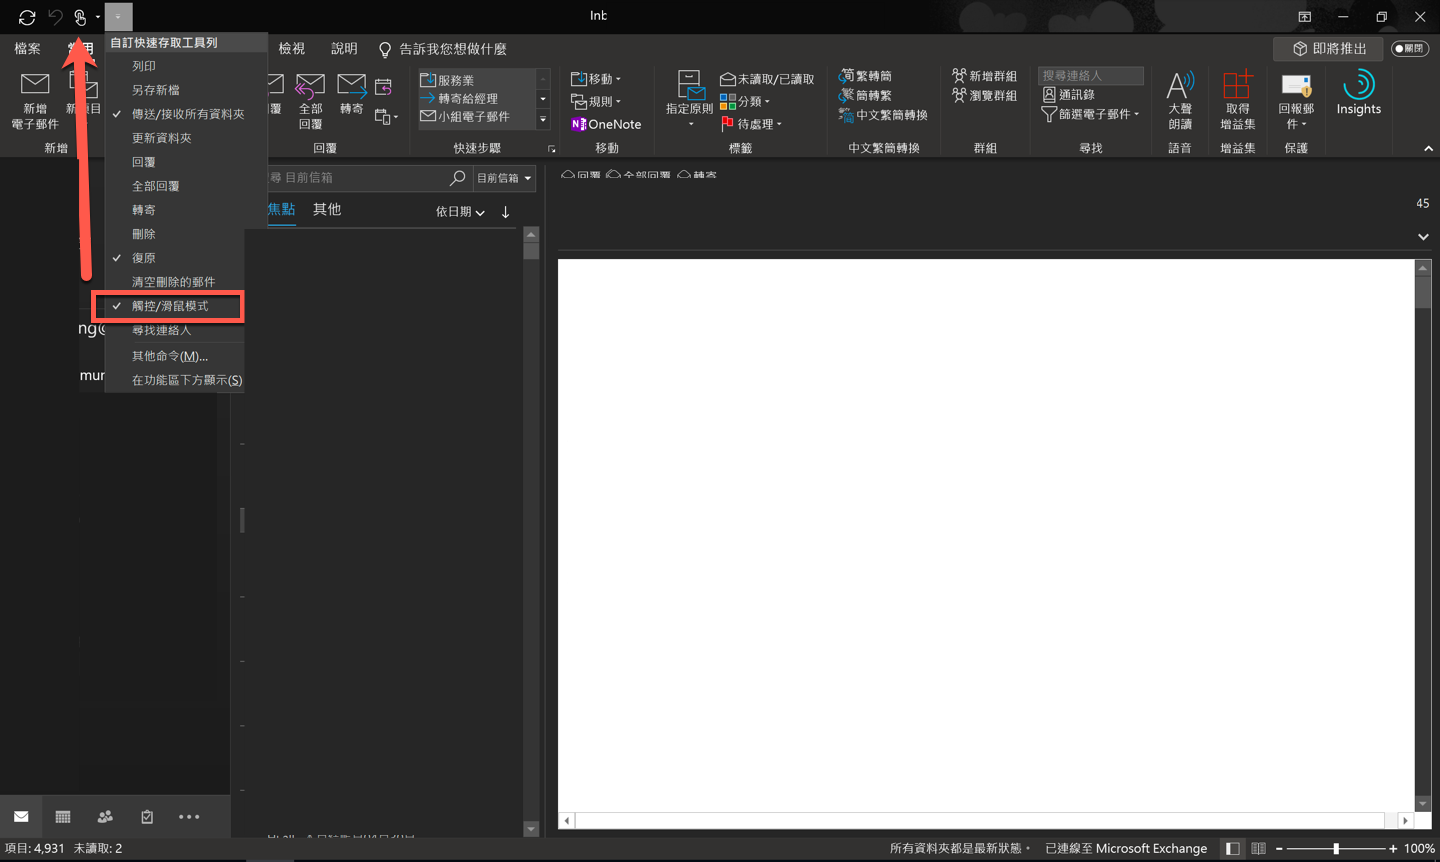 Inb
檔案
常用
檢視
說明
告訴我您想做什麼
即將推出
關閉
自訂快速存取工具列
列印
另存新檔
傳送/接收所有資料夾
更新資料夾
回覆
全部回覆
轉寄
刪除
復原
清空刪除的郵件
觸控/滑鼠模式
尋找連絡人
其他命令(M)...
在功能區下方顯示(S)
新增
電子郵件
新增
全部
回覆
轉寄
回覆
服務業
轉寄給經理
小組電子郵件
快速步驟
移動
規則
OneNote
移動
指定原則
未讀取/已讀取
分類
待處理
標籤
繁轉簡
簡轉繁
中文繁簡轉換
中文繁簡轉換
新增群組
瀏覽群組
群組
搜尋連絡人
通訊錄
篩選電子郵件
尋找
大聲
朗讀
語音
取得
增益集
增益集
回報郵
件
保護
Insights
尋 目前信箱
目前信箱
焦點
其他
依日期
回覆 全部回覆 轉寄
45
ng@
mun
項目: 4,931 未讀取: 2
所有資料夾都是最新狀態。
已連線至 Microsoft Exchange
100%